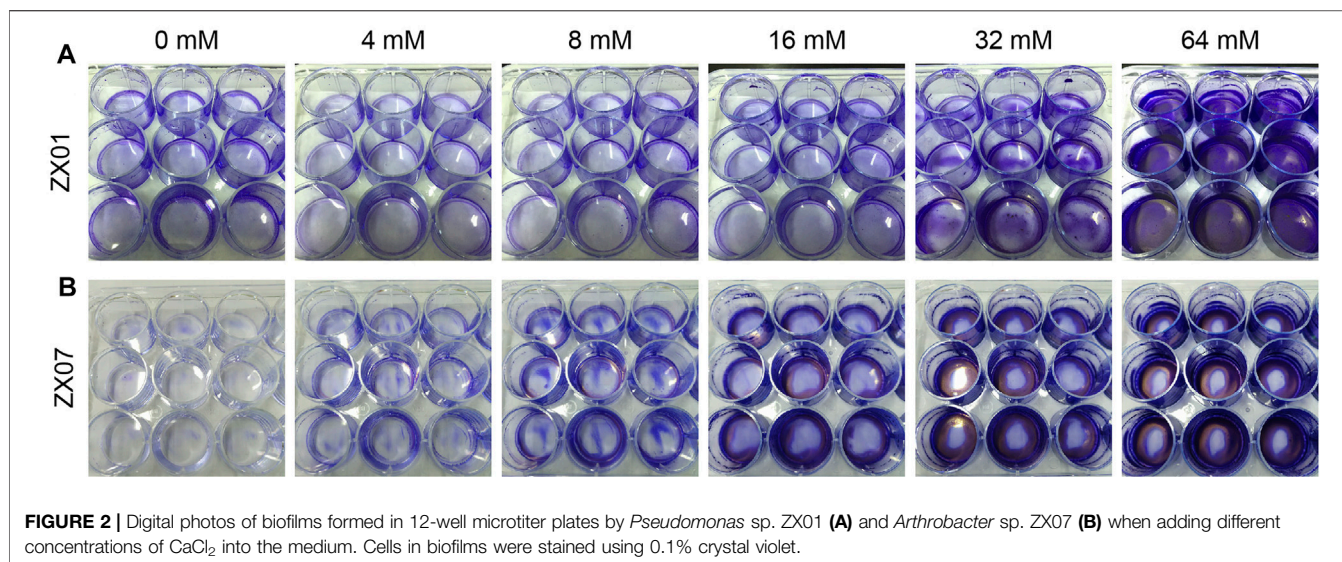 0 mM 4 mM 8 mM 16 mM 32 mM 64 mM
A
ZX01
B
ZX07
FIGURE 2 | Digital photos of biofilms formed in 12-well microtiter plates by Pseudomonas sp. ZX01 (A) and Arthrobacter sp. ZX07 (B) when adding different
concentrations of CaCl₂ into the medium. Cells in biofilms were stained using 0.1% crystal violet.